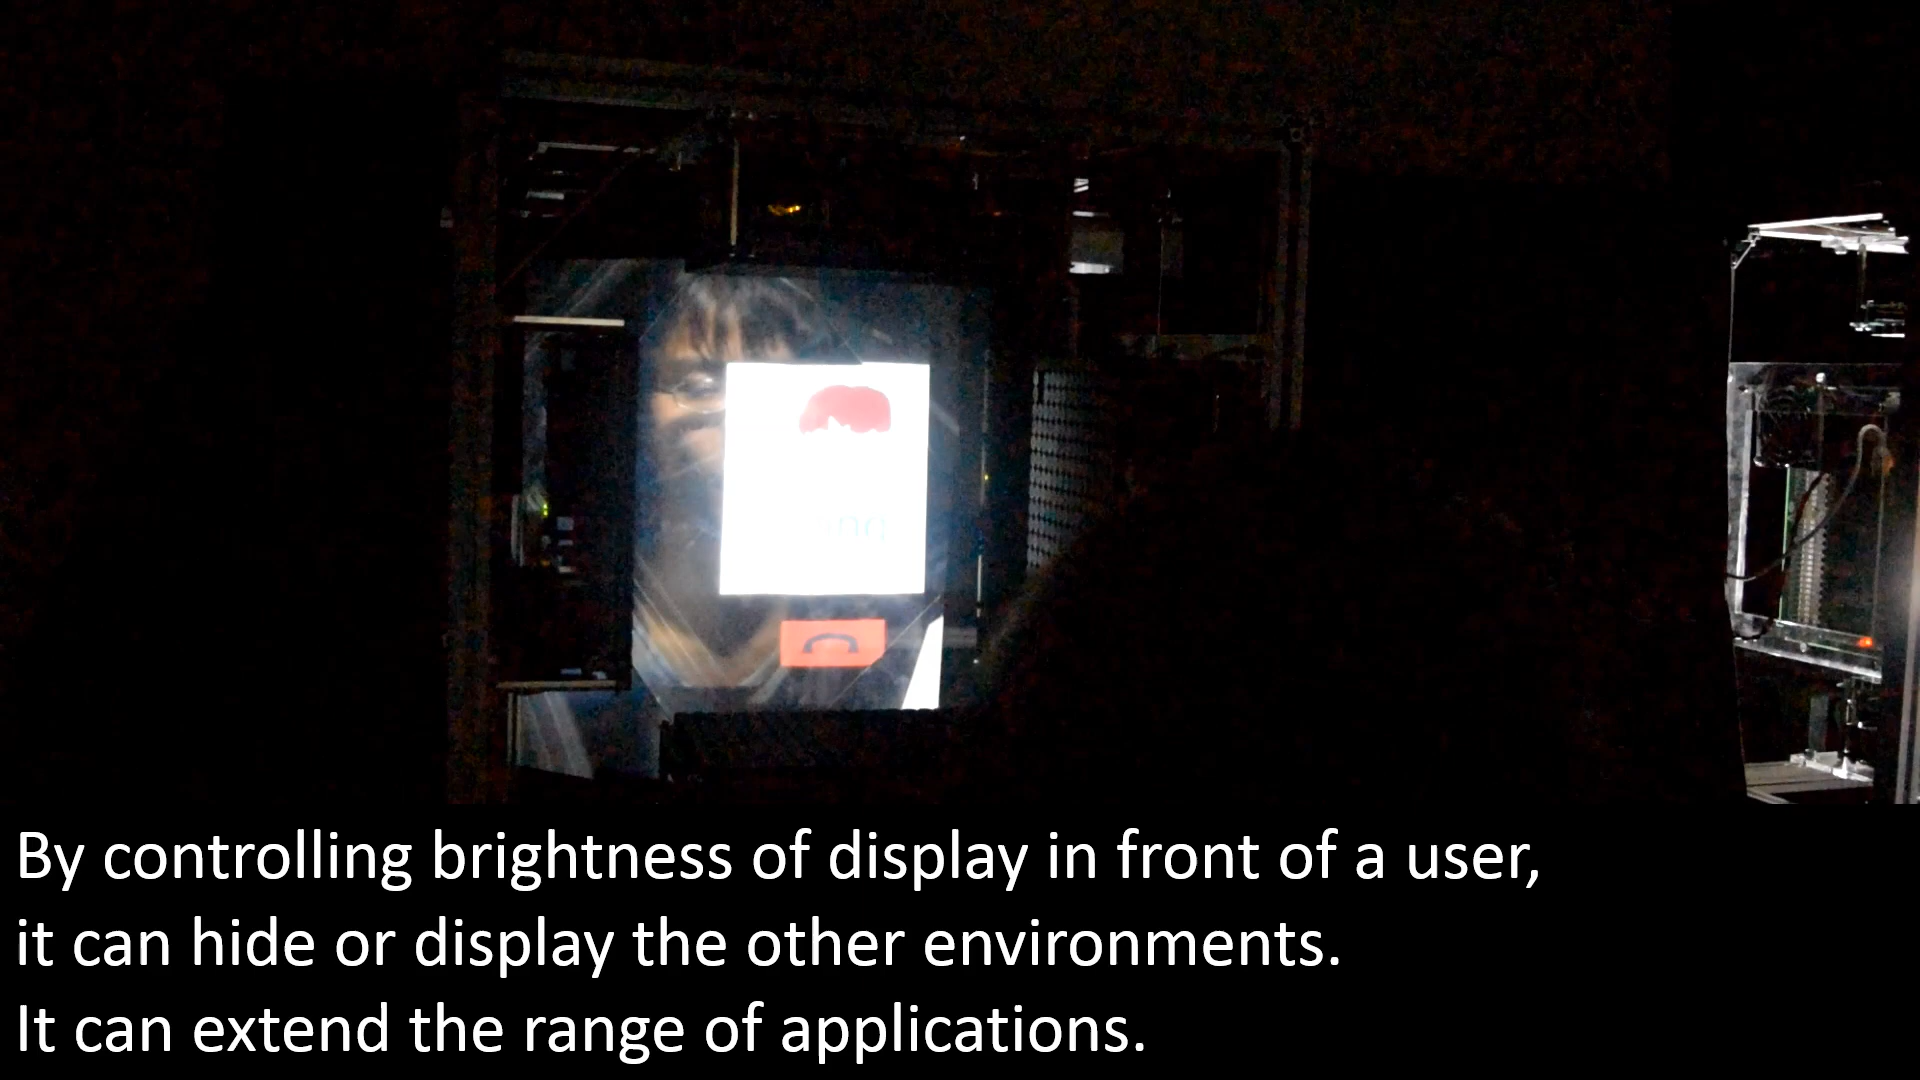 By controlling brightness of display in front of a user,
it can hide or display the other environments.
It can extend the range of applications.